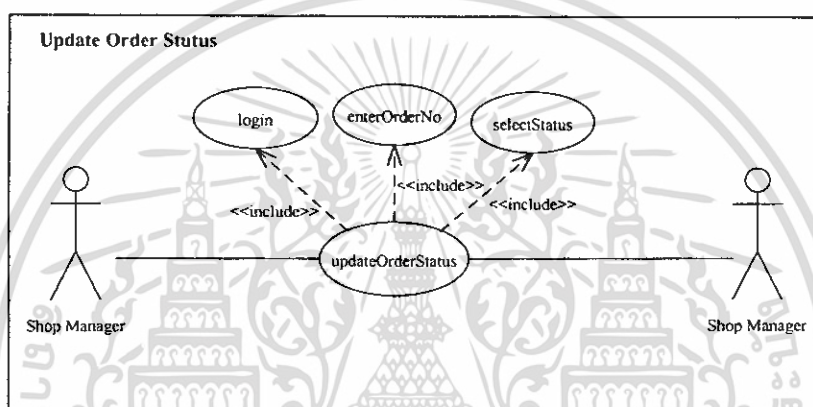 Update Order Stutus
login
enterOrderNo
selectStatus
<<include>>
<<include>>
<<include>>
updateOrderStatus
Shop Manager
Shop Manager